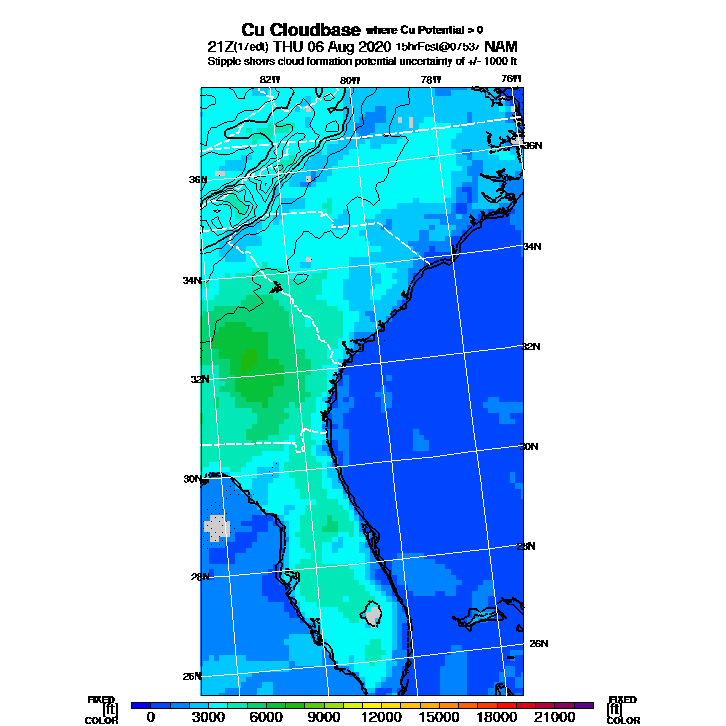 Cu Cloudbase where Cu Potential > 0
21Z(17edt) THU 06 Aug 2020 15hrFcst@0753z NAM
Stipple shows cloud formation potential uncertainty of +/- 1000 ft
82W 80W 78W 76W
36N
36N
34N
34N
32N
32N
30N
30N
28N
28N
26N
26N
FIXED FIXED
[ft] [ft]
COLOR COLOR
0 3000 6000 9000 12000 15000 18000 21000